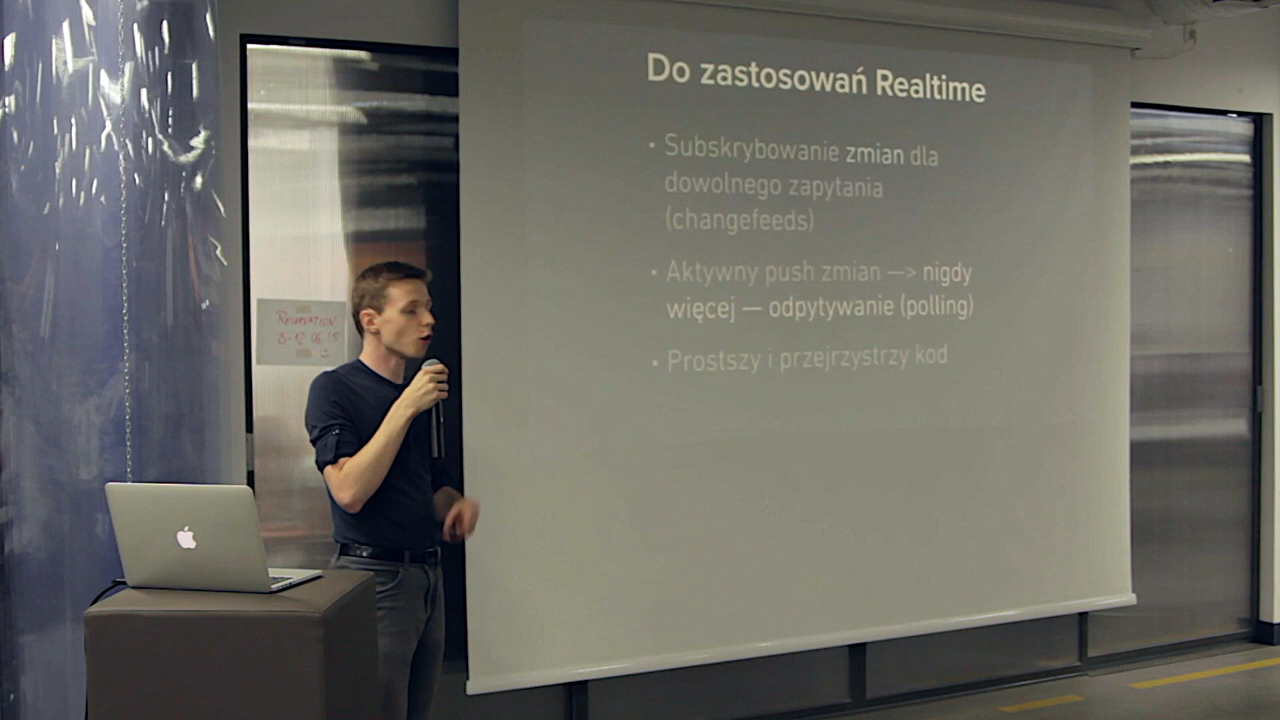 Do zastosowań Realtime
• Subskrybowanie zmian dla
dowolnego zapytania
(changefeeds)
• Aktywny push zmian —> nigdy
więcej — odpytywanie (polling)
• Prostszy i przejrzystrzy kod
RESERVATION